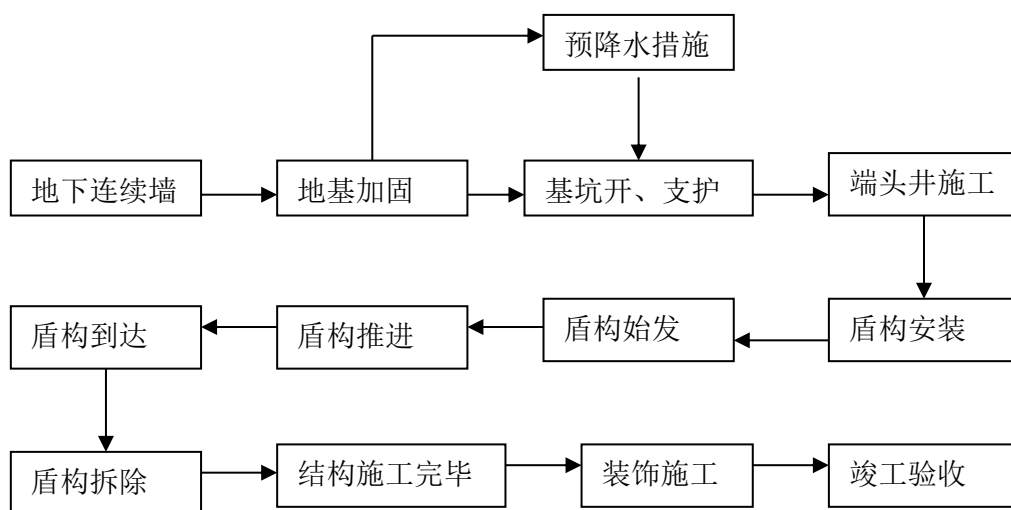 预降水措施
地下连续墙
地基加固
基坑开、支护
端头井施工
盾构到达
盾构推进
盾构始发
盾构安装
盾构拆除
结构施工完毕
装饰施工
竣工验收